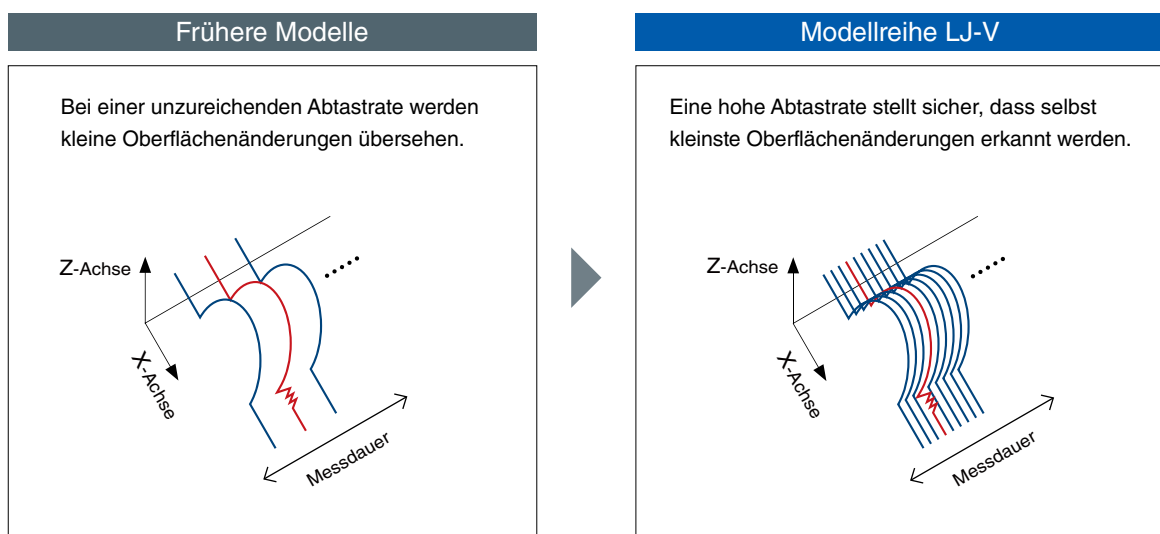 Frühere Modelle
Bei einer unzureichenden Abtastrate werden
kleine Oberflächenänderungen übersehen.
Z-Achse
X-Achse
Messdauer
Modellreihe LJ-V
Eine hohe Abtastrate stellt sicher, dass selbst
kleinste Oberflächenänderungen erkannt werden.
Z-Achse
X-Achse
Messdauer